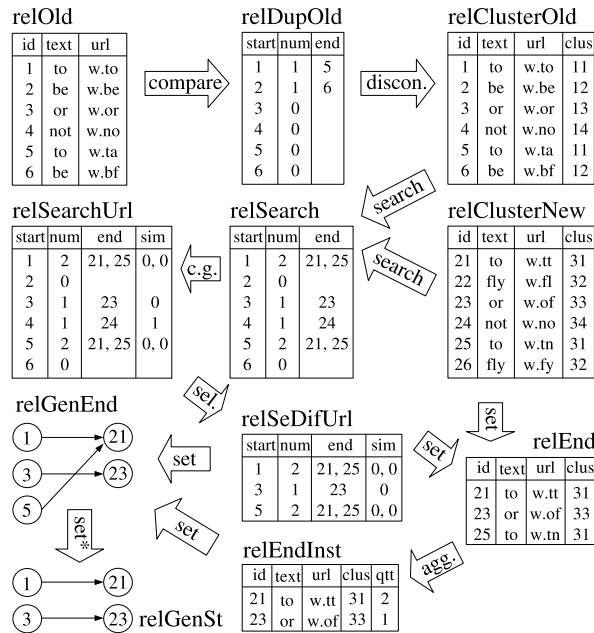 relOld
id text url
1 to w.to
2 be w.be
3 or w.or
4 not w.no
5 to w.ta
6 be w.bf
compare
relDupOld
start num end
1 1 5
2 1 6
3 0
4 0
5 0
6 0
discon.
relClusterOld
id text url clus
1 to w.to 11
2 be w.be 12
3 or w.or 13
4 not w.no 14
5 to w.ta 11
6 be w.bf 12
search
relSearchUrl
start num end sim
1 2 21, 25 0, 0
2 0
3 1 23 0
4 1 24 1
5 2 21, 25 0, 0
6 0
c.g.
relSearch
start num end
1 2 21, 25
2 0
3 1 23
4 1 24
5 2 21, 25
6 0
search
relClusterNew
id text url clus
21 to w.tt 31
22 fly w.fl 32
23 or w.of 33
24 not w.no 34
25 to w.tn 31
26 fly w.fy 32
sel.
set
relGenEnd
1 21
3 23
5
set
relSeDifUrl
start num end sim
1 2 21, 25 0, 0
3 1 23 0
5 2 21, 25 0, 0
set
relEnd
id text url clus
21 to w.tt 31
23 or w.of 33
25 to w.tn 31
set*
set
agg.
relEndInst
id text url clus qtt
21 to w.tt 31 2
23 or w.of 33 1
1 21
3 23 relGenSt